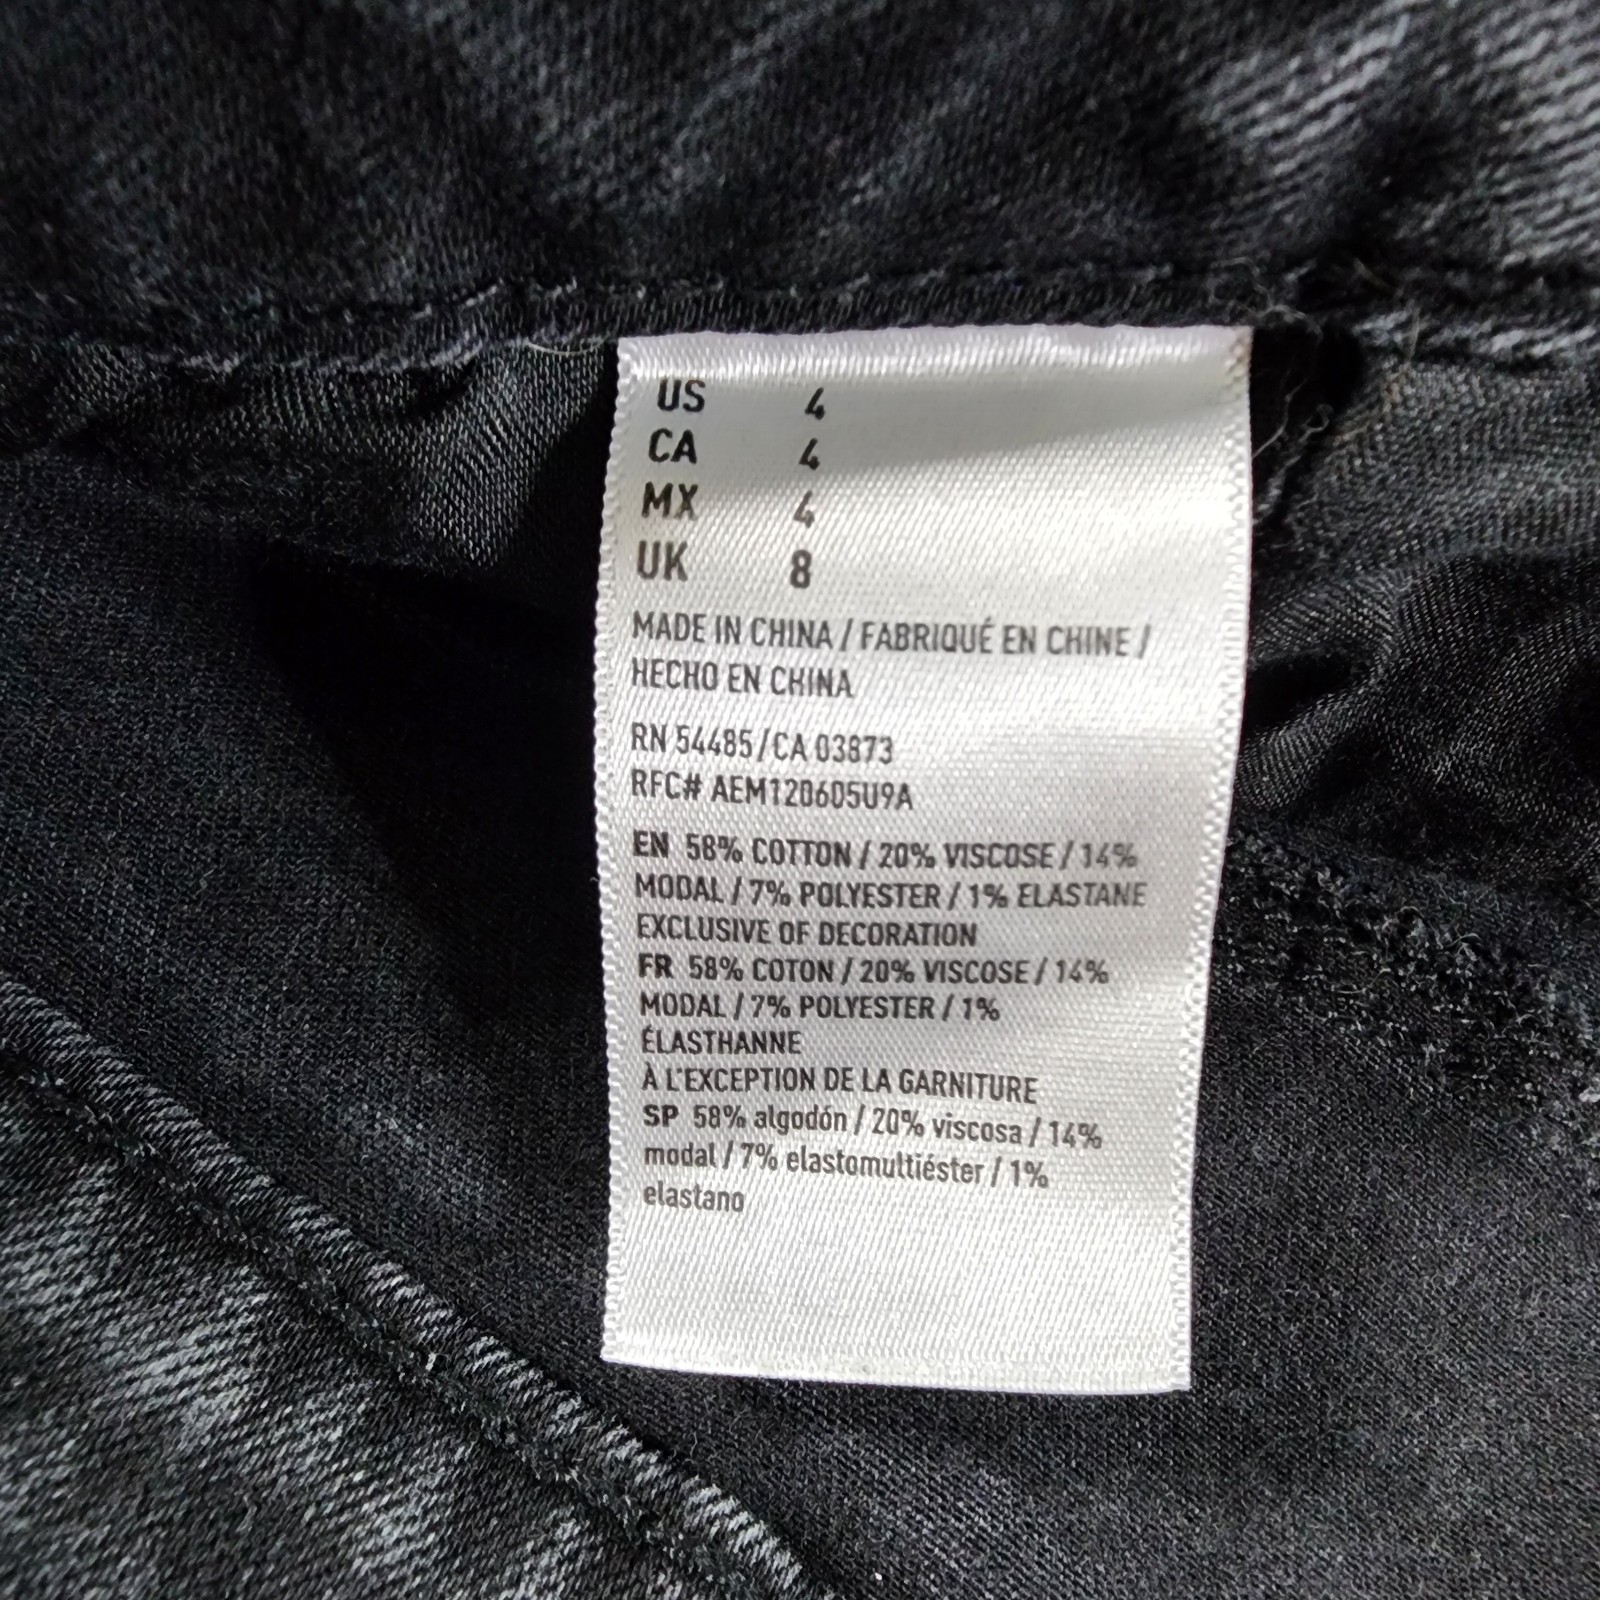 US 4
CA 4
MX 4
UK 8
MADE IN CHINA / FABRIQUÉ EN CHINE /
HECHO EN CHINA
RN 54485/CA 03873
RFC# AEM120605U9A
EN 58% COTTON / 20% VISCOSE / 14%
MODAL / 7% POLYESTER / 1% ELASTANE
EXCLUSIVE OF DECORATION
FR 58% COTON / 20% VISCOSE / 14%
MODAL / 7% POLYESTER / 1%
ÉLASTHANNE
À L'EXCEPTION DE LA GARNITURE
SP 58% algodón / 20% viscosa / 14%
modal / 7% elastomultiéster / 1%
elastano